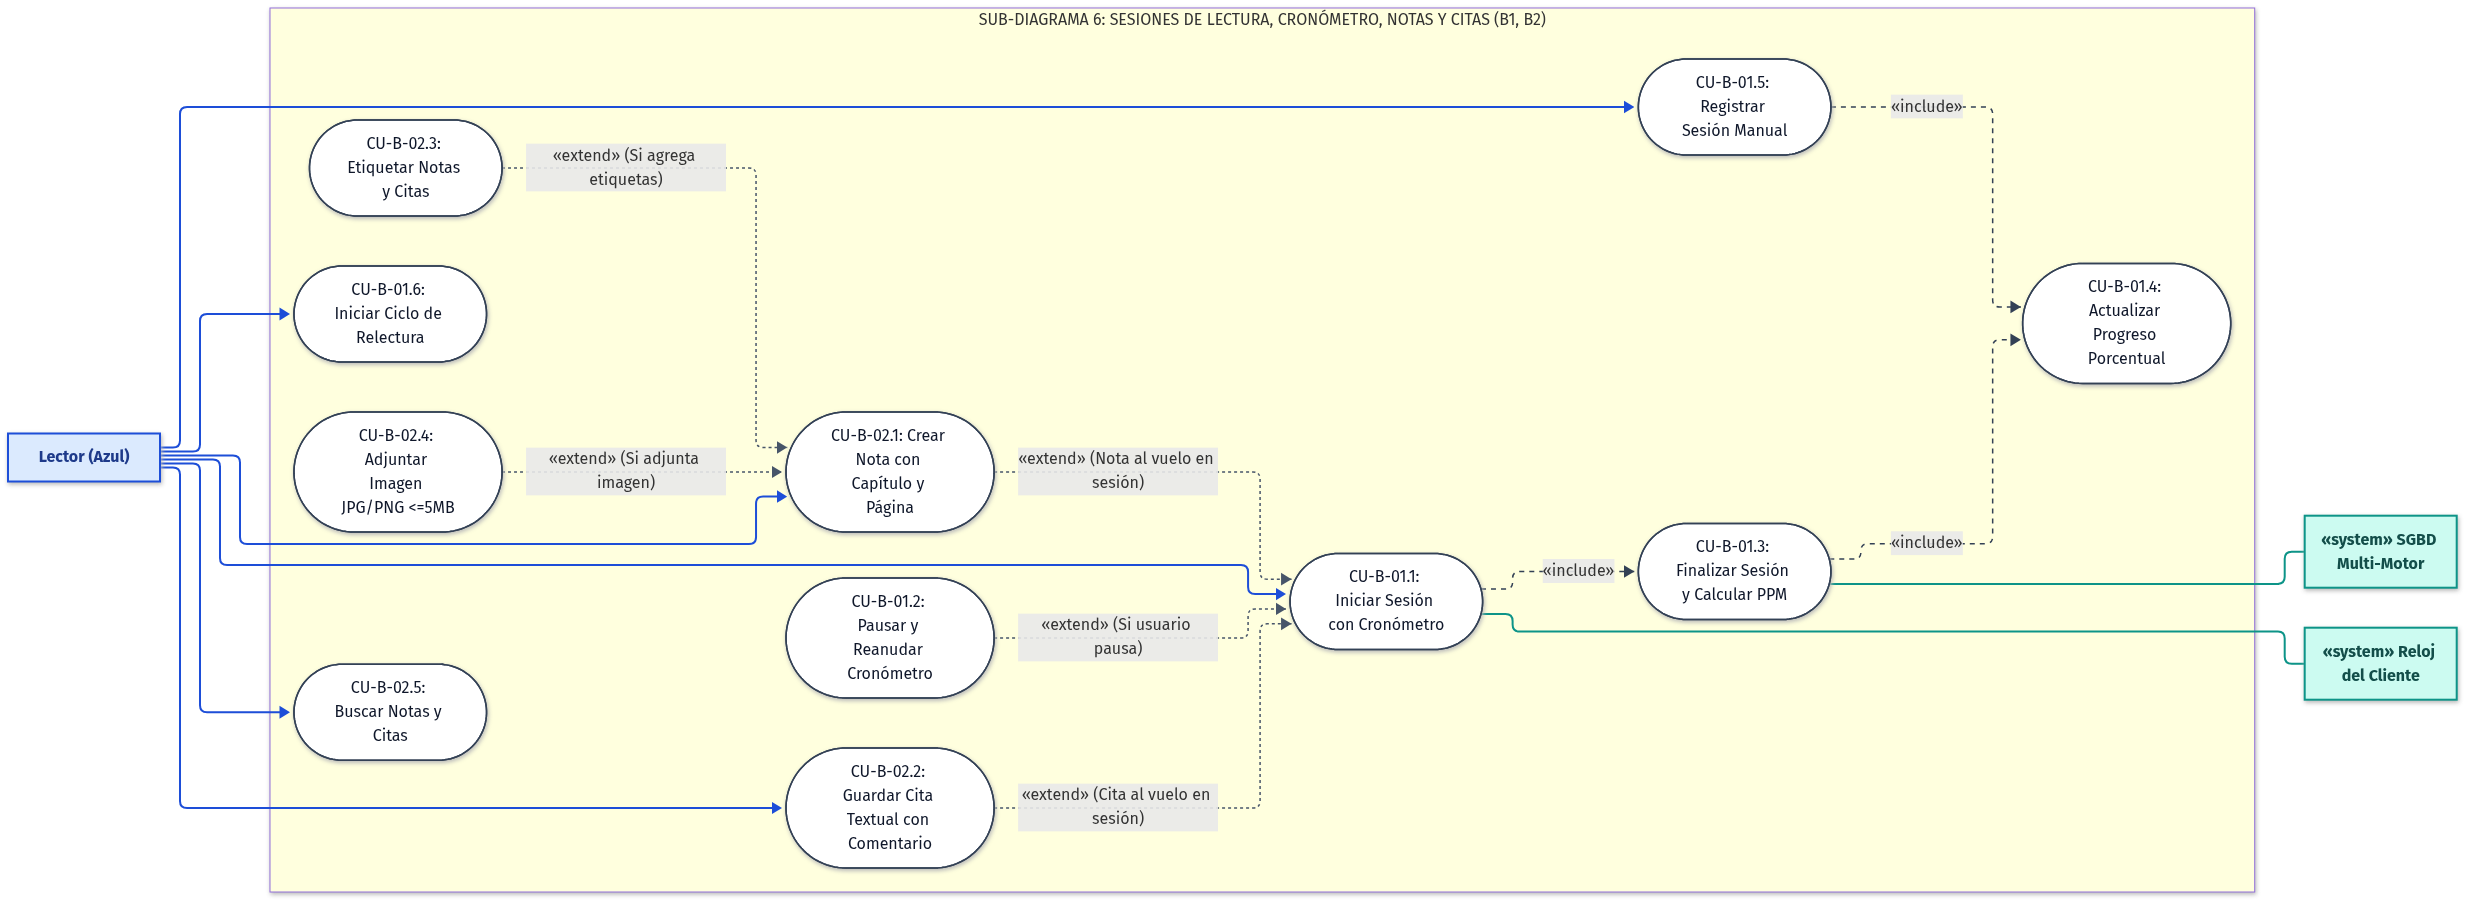 SUB-DIAGRAMA 6: SESIONES DE LECTURA, CRONÓMETRO, NOTAS Y CITAS (B1, B2)
CU-B-01.5:
Registrar
Sesión Manual
«include»
CU-B-02.3:
Etiquetar Notas
y Citas
«extend» (Si agrega
etiquetas)
CU-B-01.6:
Iniciar Ciclo de
Relectura
CU-B-01.4:
Actualizar
Progreso
Porcentual
Lector (Azul)
CU-B-02.4:
Adjuntar
Imagen
JPG/PNG <=5MB
«extend» (Si adjunta
imagen)
CU-B-02.1: Crear
Nota con
Capítulo y
Página
«extend» (Nota al vuelo en
sesión)
CU-B-01.2:
Pausar y
Reanudar
Cronómetro
«extend» (Si usuario
pausa)
CU-B-01.1:
Iniciar Sesión
con Cronómetro
«include»
CU-B-01.3:
Finalizar Sesión
y Calcular PPM
«include»
«system» SGBD
Multi-Motor
«system» Reloj
del Cliente
CU-B-02.5:
Buscar Notas y
Citas
CU-B-02.2:
Guardar Cita
Textual con
Comentario
«extend» (Cita al vuelo en
sesión)